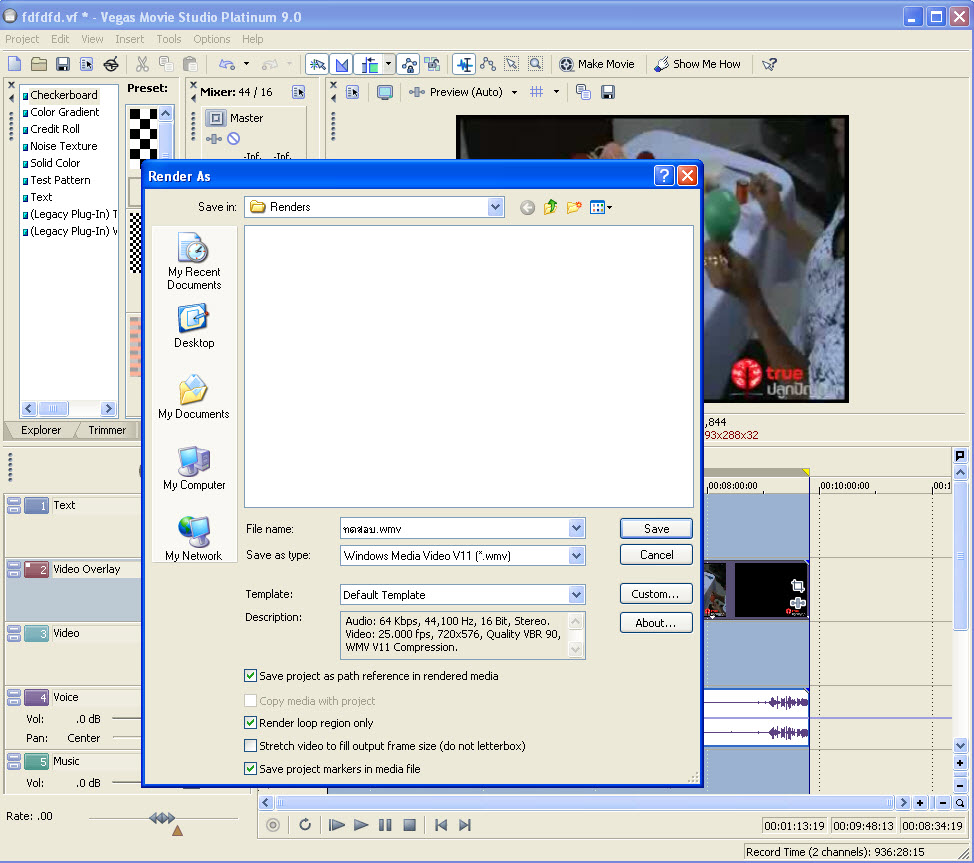 fdfdfd.vf * - Vegas Movie Studio Platinum 9.0
Project Edit View Insert Tools Options Help
Make Movie Show Me How
Checkerboard
Color Gradient
Credit Roll
Noise Texture
Solid Color
Test Pattern
Text
(Legacy Plug-In) T
(Legacy Plug-In)
Preset:
Mixer: 44 / 16
Master
-Inf. -Inf.
Preview (Auto)
true
ปลูกปัญญา
,844
93x288x32
Explorer Trimmer
Render As
Save in: Renders
My Recent
Documents
Desktop
My Documents
My Computer
My Network
File name: ทดสอบ.wmv Save
Save as type: Windows Media Video V11 (*.wmv) Cancel
Template: Default Template Custom...
Description: Audio: 64 Kbps, 44,100 Hz, 16 Bit, Stereo.
Video: 25.000 fps, 720x576, Quality VBR 90,
WMV V11 Compression.
About...
Save project as path reference in rendered media
Copy media with project
Render loop region only
Stretch video to fill output frame size (do not letterbox)
Save project markers in media file
00:08:00:00 00:10:00:00 00:1
1 Text
2 Video Overlay
3 Video
4 Voice
Vol: .0 dB
Pan: Center
5 Music
Vol: .0 dB
Rate: .00
00:01:13:19 00:09:48:13 00:08:34:19
Record Time (2 channels): 936:28:15